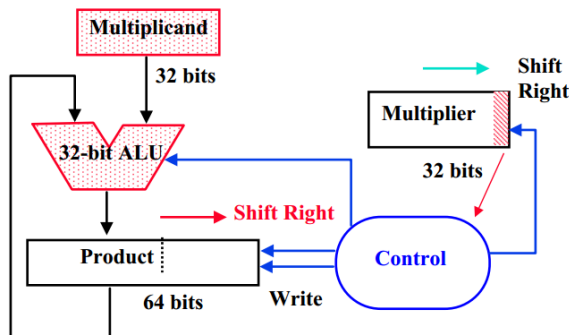 Multiplicand
32 bits
Shift
Right
Multiplier
32-bit ALU
32 bits
Shift Right
Product
Control
64 bits
Write